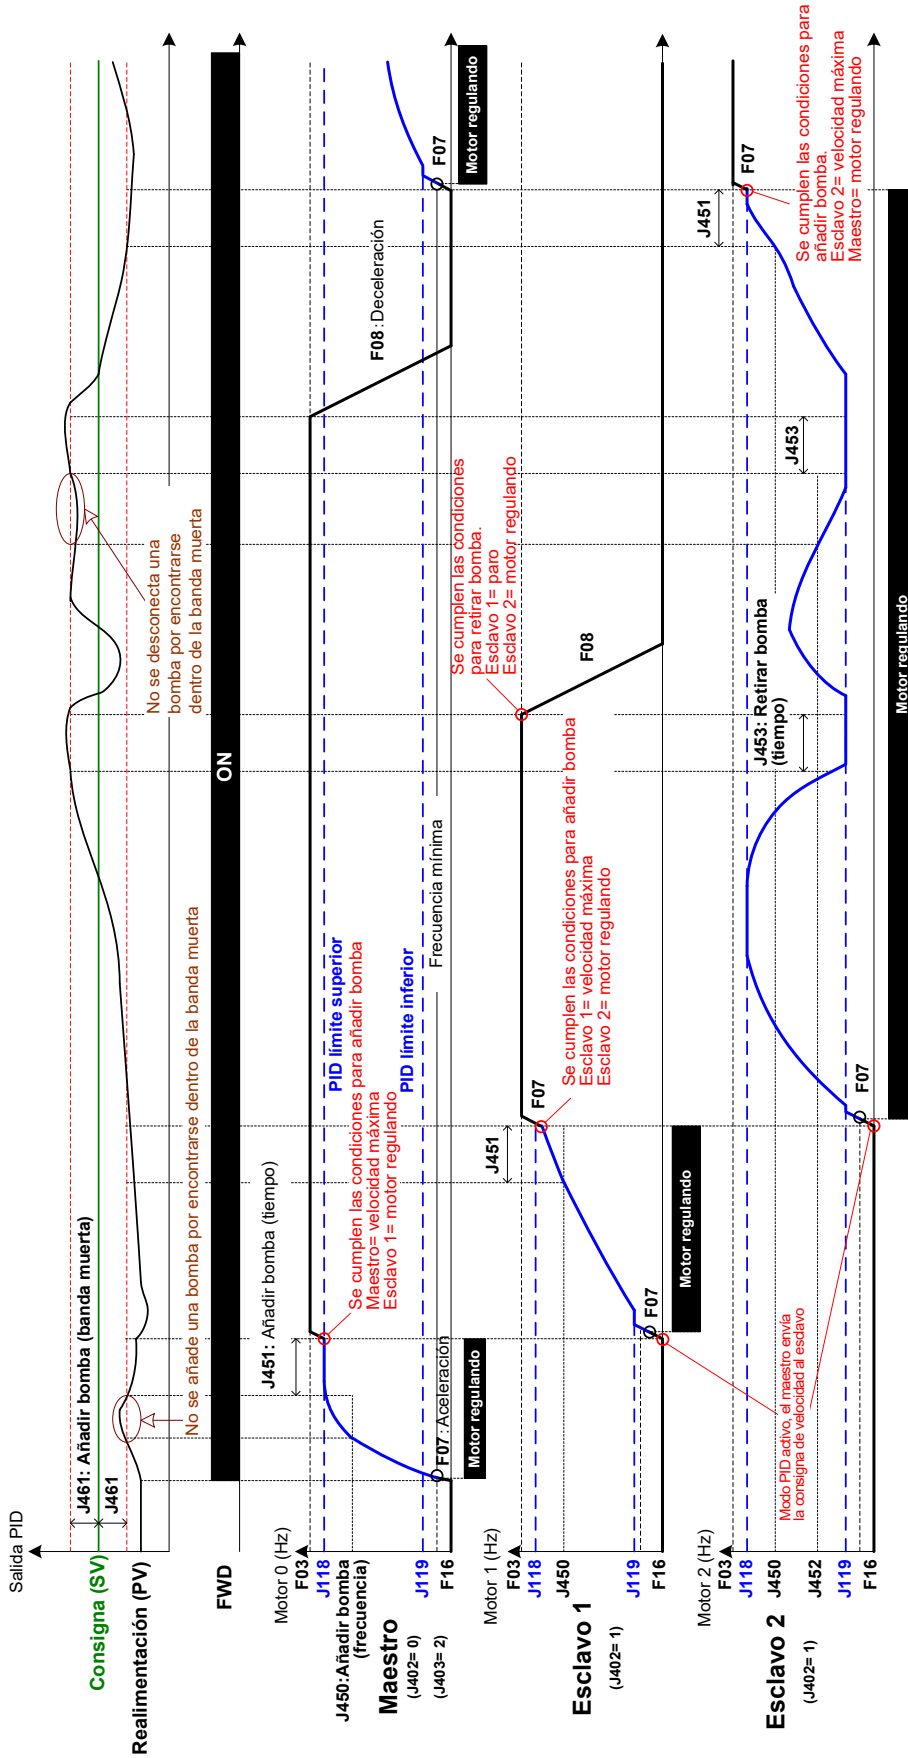 Salida PID
Consigna (SV)
Realimentación (PV)
J461: Añadir bomba (banda muerta)
J461
No se añade una bomba por encontrarse dentro de la banda muerta
No se desconecta una
bomba por encontrarse
dentro de la banda muerta
FWD
ON
Motor 0 (Hz)
F03
J118
J450:Añadir bomba
(frecuencia)
Maestro
(J402= 0)
(J403= 2)
J119
F16
J451: Añadir bomba (tiempo)
Se cumplen las condiciones para añadir bomba
Maestro= velocidad máxima
Esclavo 1= motor regulando
PID límite superior
PID límite inferior
Frecuencia mínima
F07 : Aceleración
Motor regulando
F08: Deceleración
F07
Motor regulando
Motor 1 (Hz)
F03
J118
J450
Esclavo 1
(J402= 1)
J119
F16
J451
F07
Se cumplen las condiciones para añadir bomba
Esclavo 1= velocidad máxima
Esclavo 2= motor regulando
F07
Motor regulando
Se cumplen las condiciones
para retirar bomba.
Esclavo 1= paro
Esclavo 2= motor regulando
F08
Modo PID activo, el maestro envía
la consigna de velocidad al esclavo
Motor 2 (Hz)
F03
J118
J450
Esclavo 2
(J402= 1)
J452
J119
F16
F07
J453: Retirar bomba
(tiempo)
J453
J451
F07
Se cumplen las condiciones para
añadir bomba.
Esclavo 2= velocidad máxima
Maestro= motor regulando
Motor regulando